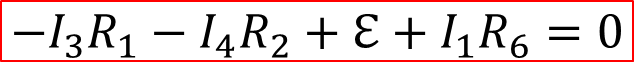 −I₃R₁ − I₄R₂ + Ɛ + I₁R₆ = 0